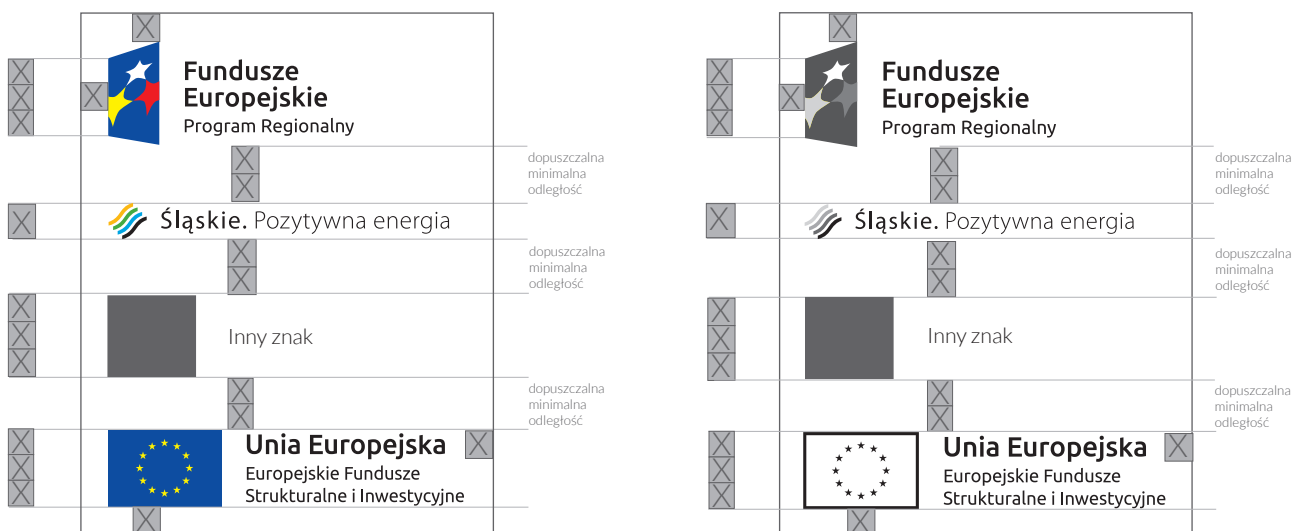 X
Fundusze
Europejskie
Program Regionalny
X
X
X
X
X
X
dopuszczalna
minimalna
odległość
X
Śląskie. Pozytywna energia
X
X
dopuszczalna
minimalna
odległość
X
X
X
Inny znak
X
X
dopuszczalna
minimalna
odległość
X
X
X
Unia Europejska
X
Europejskie Fundusze
Strukturalne i Inwestycyjne
X
X
Fundusze
Europejskie
Program Regionalny
X
X
X
X
X
X
dopuszczalna
minimalna
odległość
X
Śląskie. Pozytywna energia
X
X
dopuszczalna
minimalna
odległość
X
X
X
Inny znak
X
X
dopuszczalna
minimalna
odległość
X
X
X
Unia Europejska
X
Europejskie Fundusze
Strukturalne i Inwestycyjne
X